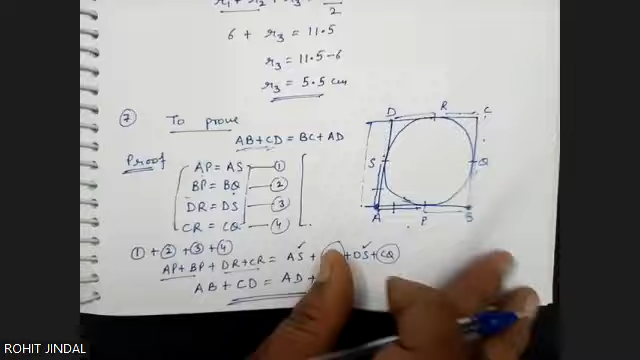 6 + r₃ = 11.5
r₃ = 11.5-6
r₃ = 5.5 cm
⑦ To prove
AB+CD = BC+AD
Proof
AP=AS —①
BP=BQ —②
DR=DS —③
CR=CQ —④
①+②+③+④
AP+BP+DR+CR = AS+ +DS+CQ
AB+CD = AD+
D R C
S Q
A P B
ROHIT JINDAL